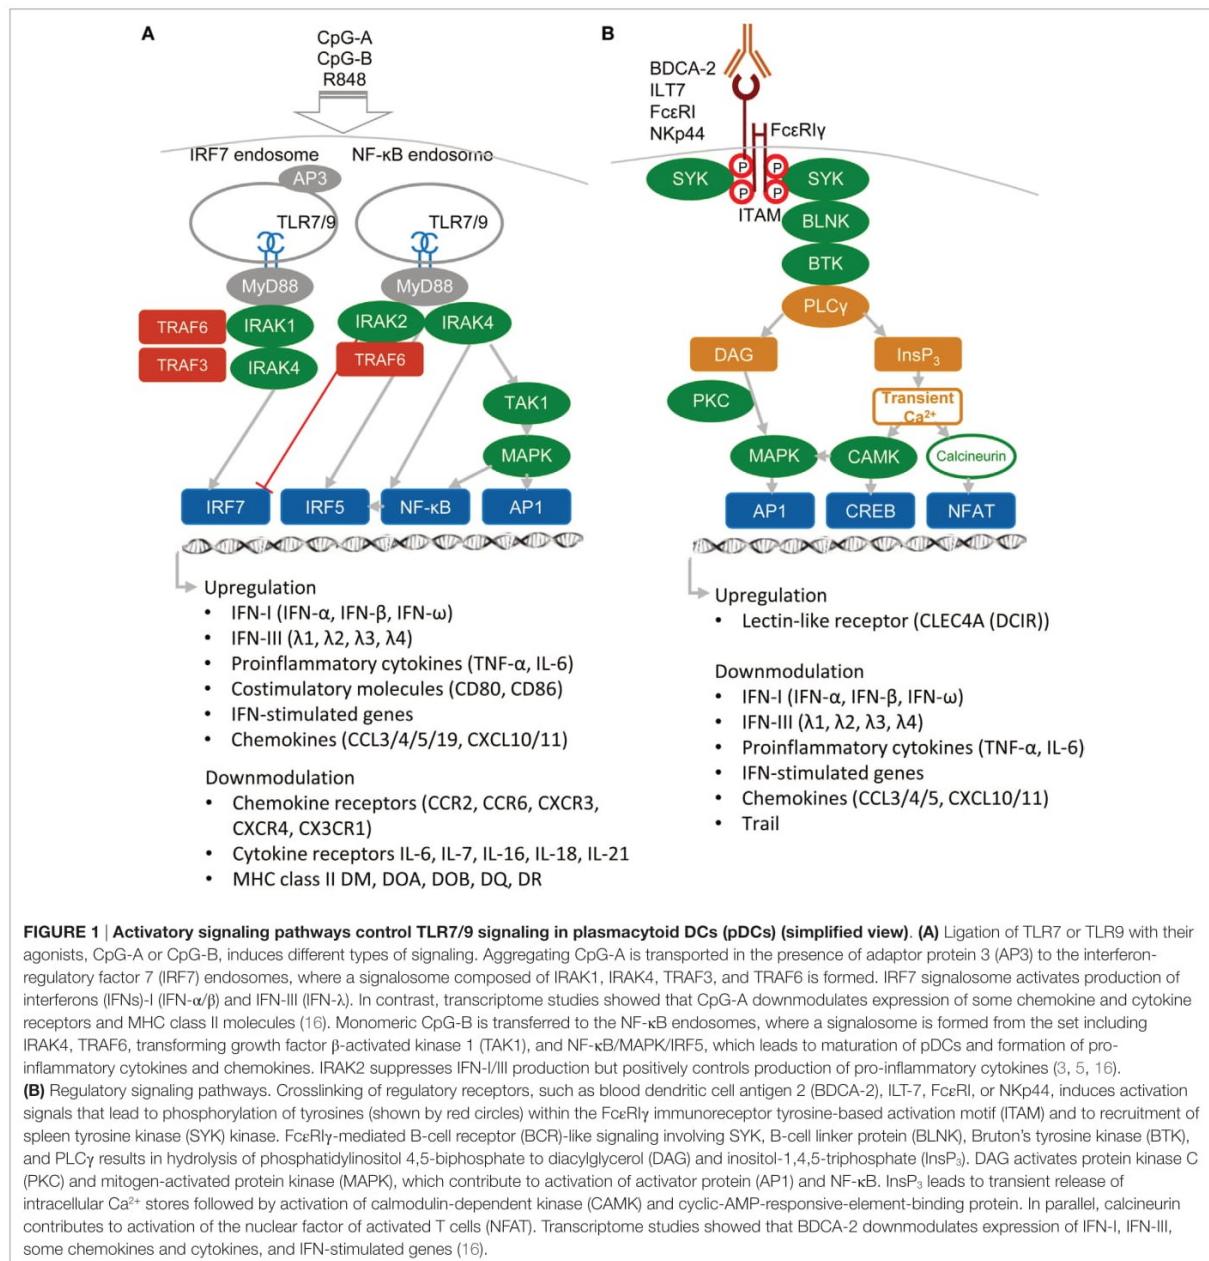 A
CpG-A
CpG-B
R848
IRF7 endosome
NF-κB endosome
AP3
TLR7/9
TLR7/9
MyD88
MyD88
TRAF6
IRAK1
IRAK2
IRAK4
TRAF3
IRAK4
TRAF6
TAK1
MAPK
IRF7
IRF5
NF-κB
AP1
Upregulation
• IFN-I (IFN-α, IFN-β, IFN-ω)
• IFN-III (λ1, λ2, λ3, λ4)
• Proinflammatory cytokines (TNF-α, IL-6)
• Costimulatory molecules (CD80, CD86)
• IFN-stimulated genes
• Chemokines (CCL3/4/5/19, CXCL10/11)
Downmodulation
• Chemokine receptors (CCR2, CCR6, CXCR3,
CXCR4, CX3CR1)
• Cytokine receptors IL-6, IL-7, IL-16, IL-18, IL-21
• MHC class II DM, DOA, DOB, DQ, DR
B
BDCA-2
ILT7
FcεRI
NKp44
FcεRIγ
SYK
P
P
P
P
SYK
ITAM
BLNK
BTK
PLCγ
DAG
InsP₃
PKC
Transient
Ca²⁺
MAPK
CAMK
Calcineurin
AP1
CREB
NFAT
Upregulation
• Lectin-like receptor (CLEC4A (DCIR))
Downmodulation
• IFN-I (IFN-α, IFN-β, IFN-ω)
• IFN-III (λ1, λ2, λ3, λ4)
• Proinflammatory cytokines (TNF-α, IL-6)
• IFN-stimulated genes
• Chemokines (CCL3/4/5, CXCL10/11)
• Trail
FIGURE 1 | Activatory signaling pathways control TLR7/9 signaling in plasmacytoid DCs (pDCs) (simplified view). (A) Ligation of TLR7 or TLR9 with their
agonists, CpG-A or CpG-B, induces different types of signaling. Aggregating CpG-A is transported in the presence of adaptor protein 3 (AP3) to the interferon-
regulatory factor 7 (IRF7) endosomes, where a signalosome composed of IRAK1, IRAK4, TRAF3, and TRAF6 is formed. IRF7 signalosome activates production of
interferons (IFNs)-I (IFN-α/β) and IFN-III (IFN-λ). In contrast, transcriptome studies showed that CpG-A downmodulates expression of some chemokine and cytokine
receptors and MHC class II molecules (16). Monomeric CpG-B is transferred to the NF-κB endosomes, where a signalosome is formed from the set including
IRAK4, TRAF6, transforming growth factor β-activated kinase 1 (TAK1), and NF-κB/MAPK/IRF5, which leads to maturation of pDCs and formation of pro-
inflammatory cytokines and chemokines. IRAK2 suppresses IFN-I/III production but positively controls production of pro-inflammatory cytokines (3, 5, 16).
(B) Regulatory signaling pathways. Crosslinking of regulatory receptors, such as blood dendritic cell antigen 2 (BDCA-2), ILT-7, FcεRI, or NKp44, induces activation
signals that lead to phosphorylation of tyrosines (shown by red circles) within the FcεRIγ immunoreceptor tyrosine-based activation motif (ITAM) and to recruitment of
spleen tyrosine kinase (SYK) kinase. FcεRIγ-mediated B-cell receptor (BCR)-like signaling involving SYK, B-cell linker protein (BLNK), Bruton's tyrosine kinase (BTK),
and PLCγ results in hydrolysis of phosphatidylinositol 4,5-biphosphate to diacylglycerol (DAG) and inositol-1,4,5-triphosphate (InsP₃). DAG activates protein kinase C
(PKC) and mitogen-activated protein kinase (MAPK), which contribute to activation of activator protein (AP1) and NF-κB. InsP₃ leads to transient release of
intracellular Ca²⁺ stores followed by activation of calmodulin-dependent kinase (CAMK) and cyclic-AMP-responsive-element-binding protein. In parallel, calcineurin
contributes to activation of the nuclear factor of activated T cells (NFAT). Transcriptome studies showed that BDCA-2 downmodulates expression of IFN-I, IFN-III,
some chemokines and cytokines, and IFN-stimulated genes (16).